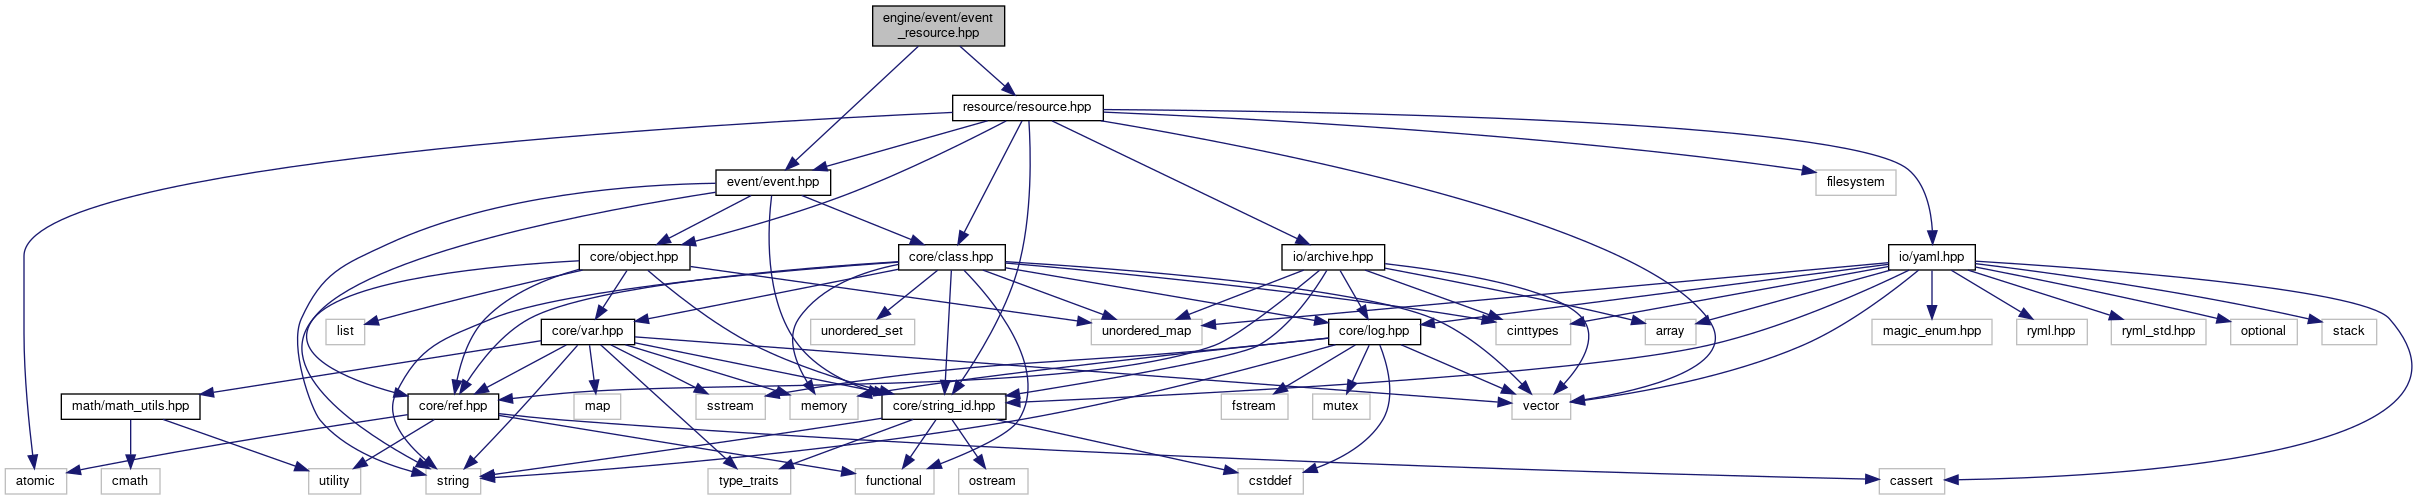 engine/event/event
_resource.hpp
resource/resource.hpp
event/event.hpp
filesystem
core/object.hpp
core/class.hpp
io/archive.hpp
io/yaml.hpp
list
core/var.hpp
unordered_set
unordered_map
core/log.hpp
cinttypes
array
magic_enum.hpp
ryml.hpp
ryml_std.hpp
optional
stack
math/math_utils.hpp
core/ref.hpp
map
sstream
memory
core/string_id.hpp
fstream
mutex
vector
atomic
cmath
utility
string
type_traits
functional
ostream
cstddef
cassert